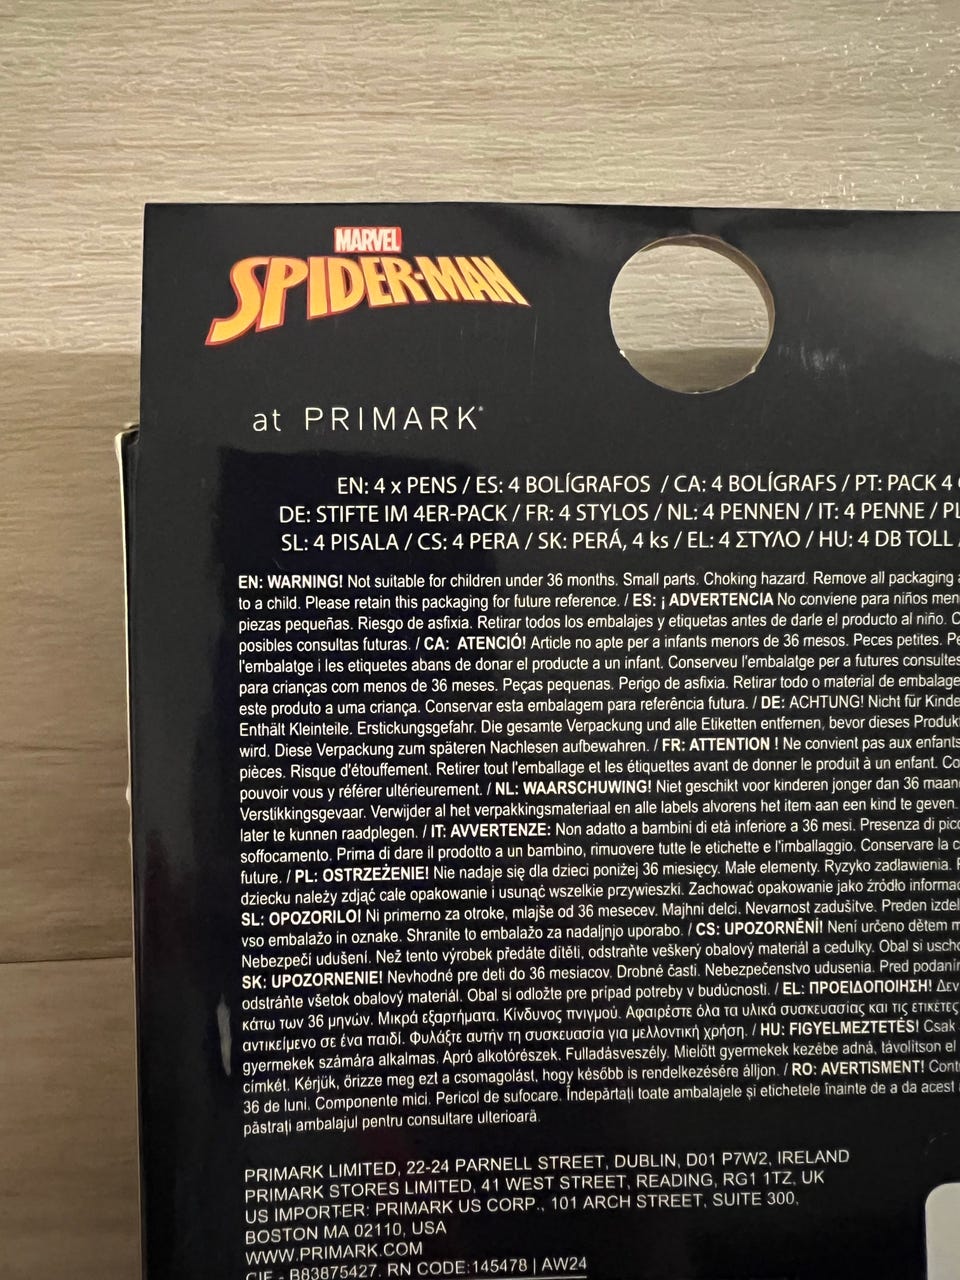 MARVEL
SPIDER-MAN
at PRIMARK®
EN: 4 x PENS / ES: 4 BOLÍGRAFOS / CA: 4 BOLÍGRAFS / PT: PACK 4
DE: STIFTE IM 4ER-PACK / FR: 4 STYLOS / NL: 4 PENNEN / IT: 4 PENNE / PL
SL: 4 PISALA / CS: 4 PERA / SK: PERÁ, 4 ks / EL: 4 ΣΤΥΛΟ / HU: 4 DB TOLL /
EN: WARNING! Not suitable for children under 36 months. Small parts. Choking hazard. Remove all packaging
to a child. Please retain this packaging for future reference. / ES: ¡ ADVERTENCIA No conviene para niños men
piezas pequeñas. Riesgo de asfixia. Retirar todos los embalajes y etiquetas antes de darle el producto al niño. C
posibles consultas futuras. / CA: ATENCIÓ! Article no apte per a infants menors de 36 mesos. Peces petites. Pe
l'embalatge i les etiquetes abans de donar el producte a un infant. Conserveu l'embalatge per a futures consultes
para crianças com menos de 36 meses. Peças pequenas. Perigo de asfixia. Retirar todo o material de embalage
este produto a uma criança. Conservar esta embalagem para referência futura. / DE: ACHTUNG! Nicht für Kinde
Enthält Kleinteile. Erstickungsgefahr. Die gesamte Verpackung und alle Etiketten entfernen, bevor dieses Produk
wird. Diese Verpackung zum späteren Nachlesen aufbewahren. / FR: ATTENTION ! Ne convient pas aux enfants
pièces. Risque d'étouffement. Retirer tout l'emballage et les étiquettes avant de donner le produit à un enfant. Co
pouvoir vous y référer ultérieurement. / NL: WAARSCHUWING! Niet geschikt voor kinderen jonger dan 36 maan
Verstikkingsgevaar. Verwijder al het verpakkingsmateriaal en alle labels alvorens het item aan een kind te geven.
later te kunnen raadplegen. / IT: AVVERTENZE: Non adatto a bambini di età inferiore a 36 mesi. Presenza di picc
soffocamento. Prima di dare il prodotto a un bambino, rimuovere tutte le etichette e l'imballaggio. Conservare la c
future. / PL: OSTRZEŻENIE! Nie nadaje się dla dzieci poniżej 36 miesięcy. Małe elementy. Ryzyko zadławienia. P
dziecku należy zdjąć całe opakowanie i usunąć wszelkie przywieszki. Zachować opakowanie jako źródło informac
SL: OPOZORILO! Ni primerno za otroke, mlajše od 36 mesecev. Majhni delci. Nevarnost zadušitve. Preden izdel
vso embalažo in oznake. Shranite to embalažo za nadaljnjo uporabo. / CS: UPOZORNĚNÍ! Není určeno dětem m
Nebezpečí udušení. Než tento výrobek předáte dítěti, odstraňte veškerý obalový materiál a cedulky. Obal si uscho
SK: UPOZORNENIE! Nevhodné pre deti do 36 mesiacov. Drobné časti. Nebezpečenstvo udusenia. Pred podaním
odstráňte všetok obalový materiál. Obal si odložte pre prípad potreby v budúcnosti. / EL: ΠΡΟΕΙΔΟΠΟΙΗΣΗ! Δεν
κάτω των 36 μηνών. Μικρά εξαρτήματα. Κίνδυνος πνιγμού. Αφαιρέστε όλα τα υλικά συσκευασίας και τις ετικέτες
αντικείμενο σε ένα παιδί. Φυλάξτε αυτήν τη συσκευασία για μελλοντική χρήση. / HU: FIGYELMEZTETÉS! Csak
gyermekek számára alkalmas. Apró alkotórészek. Fulladásveszély. Mielőtt gyermekek kezébe adná, távolítson el
címkét. Kérjük, őrizze meg ezt a csomagolást, hogy később is rendelkezésére álljon. / RO: AVERTISMENT! Cont
36 de luni. Componente mici. Pericol de sufocare. Îndepărtați toate ambalajele și etichetele înainte de a da acest
păstrați ambalajul pentru consultare ulterioară.
PRIMARK LIMITED, 22-24 PARNELL STREET, DUBLIN, D01 P7W2, IRELAND
PRIMARK STORES LIMITED, 41 WEST STREET, READING, RG1 1TZ, UK
US IMPORTER: PRIMARK US CORP., 101 ARCH STREET, SUITE 300,
BOSTON MA 02110, USA
WWW.PRIMARK.COM
CIF - B83875427. RN CODE:145478 | AW24